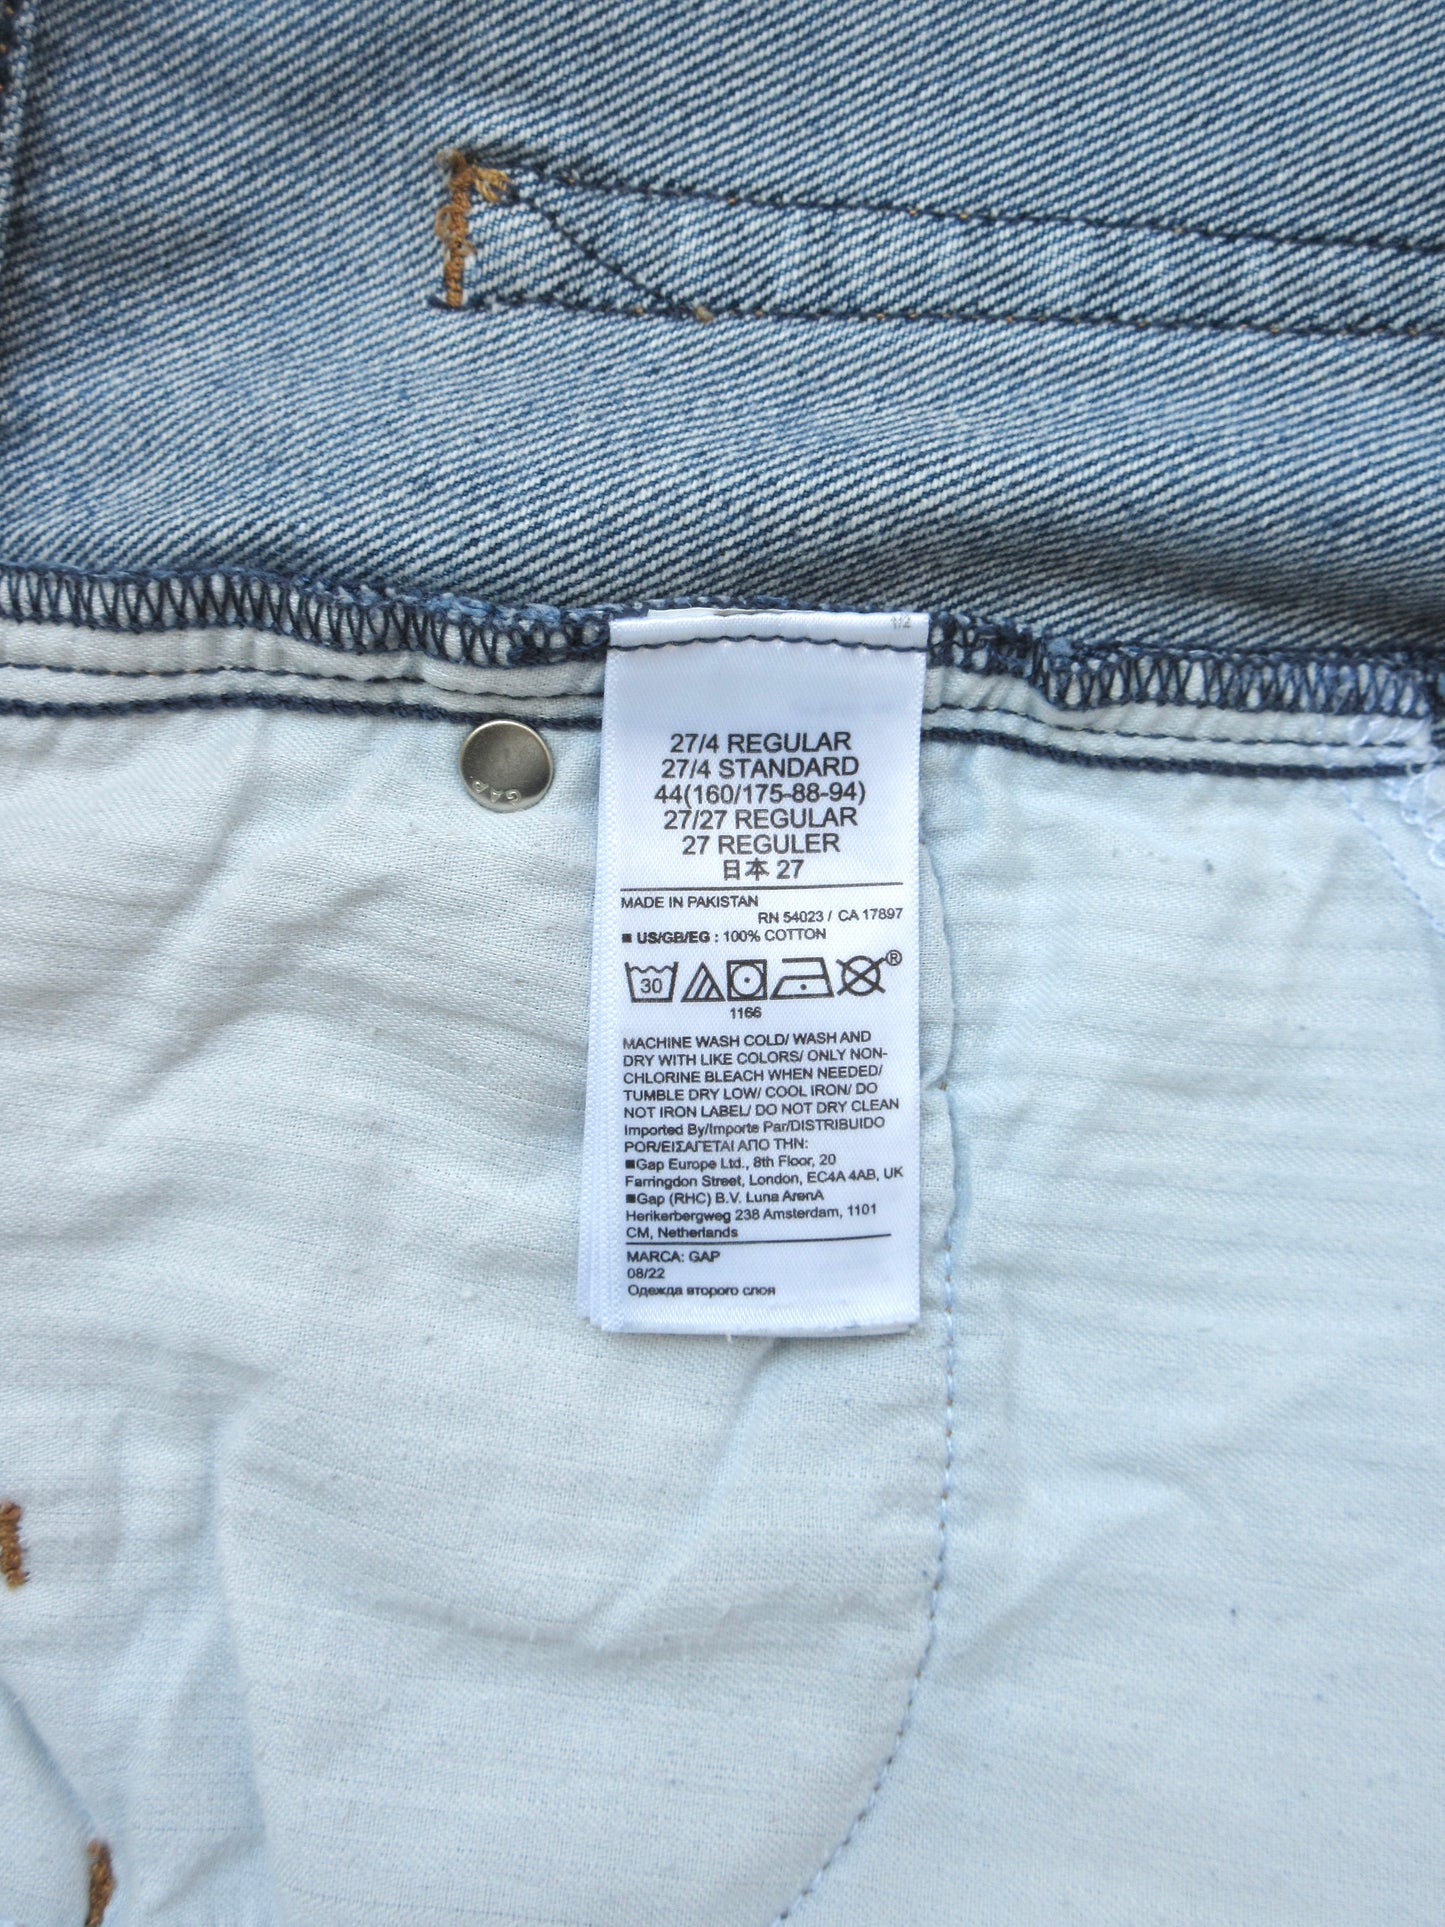 1/2
27/4 REGULAR
27/4 STANDARD
44(160/175-88-94)
27/27 REGULAR
27 REGULER
日本 27
GAP
MADE IN PAKISTAN
RN 54023 / CA 17897
■ US/GB/EG : 100% COTTON
30
®
1166
MACHINE WASH COLD/ WASH AND
DRY WITH LIKE COLORS/ ONLY NON-
CHLORINE BLEACH WHEN NEEDED/
TUMBLE DRY LOW/ COOL IRON/ DO
NOT IRON LABEL/ DO NOT DRY CLEAN
Imported By/Importe Par/DISTRIBUIDO
POR/ΕΙΣΑΓΕΤΑΙ ΑΠΟ ΤΗΝ:
■Gap Europe Ltd., 8th Floor, 20
Farringdon Street, London, EC4A 4AB, UK
■Gap (RHC) B.V. Luna ArenA
Herikerbergweg 238 Amsterdam, 1101
CM, Netherlands
MARCA: GAP
08/22
Одежда второго слоя